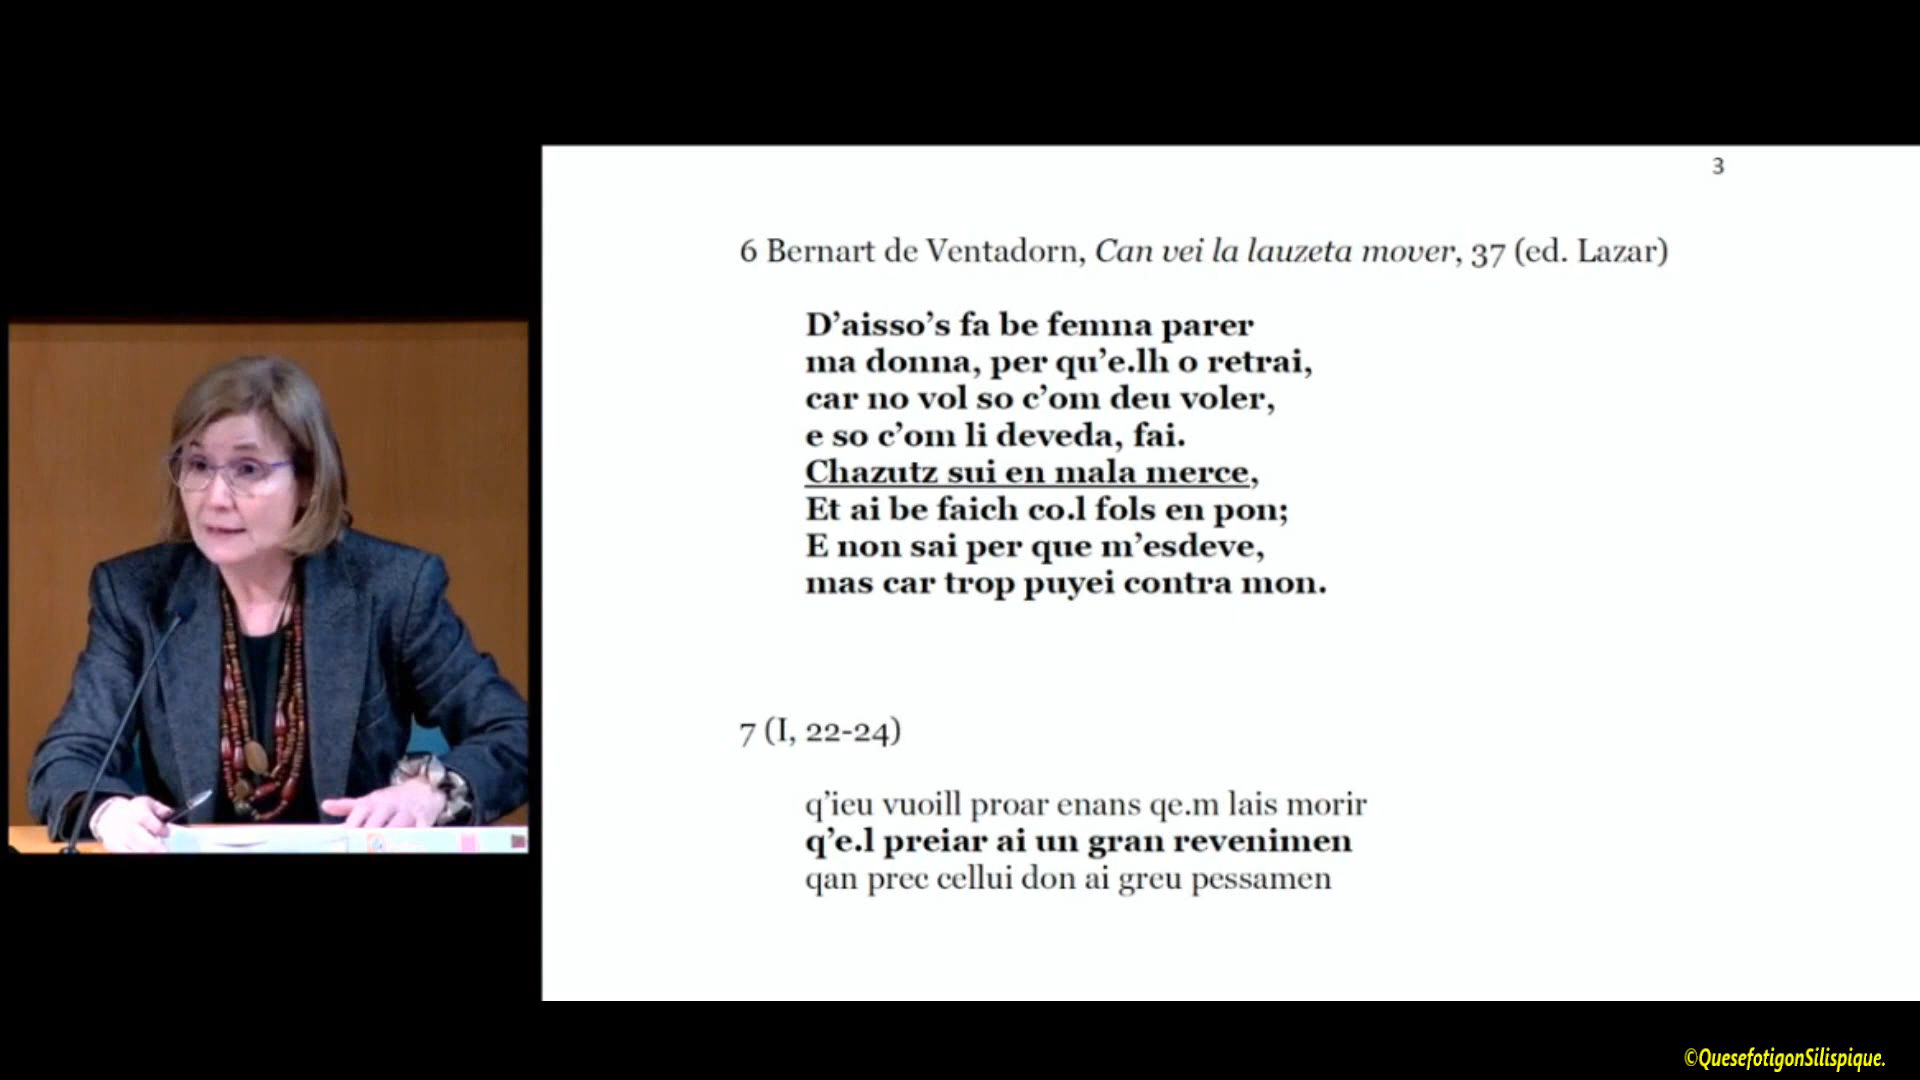 3
6 Bernart de Ventadorn, Can vei la lauzeta mover, 37 (ed. Lazar)
D’aisso’s fa be femna parer
ma donna, per qu’e.lh o retrai,
car no vol so c’om deu voler,
e so c’om li deveda, fai.
Chazutz sui en mala merce,
Et ai be faich co.l fols en pon;
E non sai per que m’esdeve,
mas car trop puyei contra mon.
7 (I, 22-24)
q’ieu vuoill proar enans qe.m lais morir
q’e.l preiar ai un gran revenimen
qan prec cellui don ai greu pessamen
©QuesefotigonSilispique.